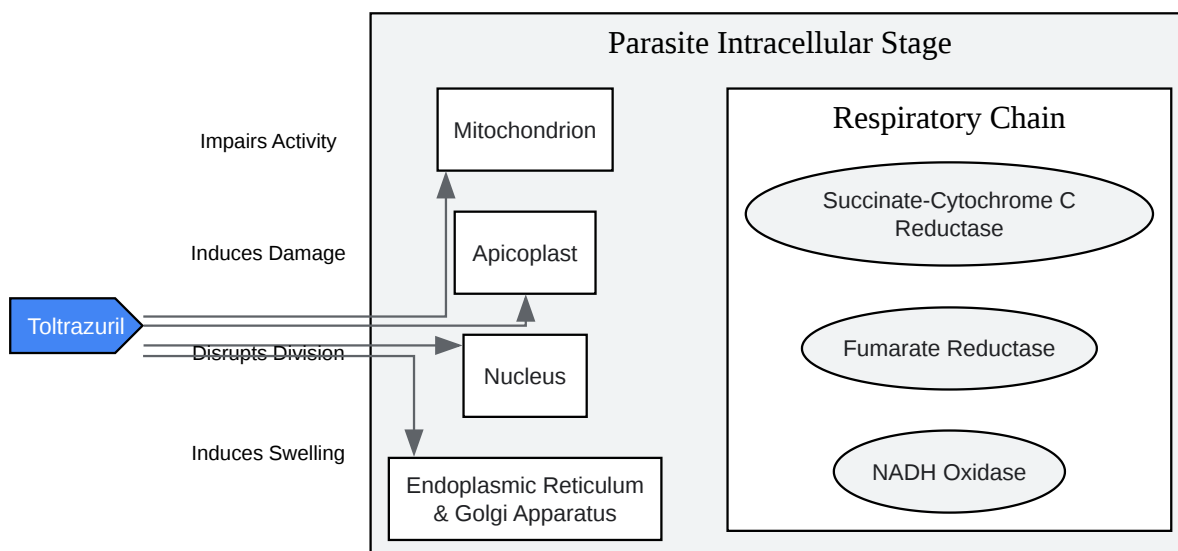 Parasite Intracellular Stage
Impairs Activity
Mitochondrion
Respiratory Chain
Succinate-Cytochrome C
Reductase
Induces Damage
Apicoplast
Toltrazuril
Disrupts Division
Nucleus
Fumarate Reductase
Induces Swelling
Endoplasmic Reticulum
& Golgi Apparatus
NADH Oxidase